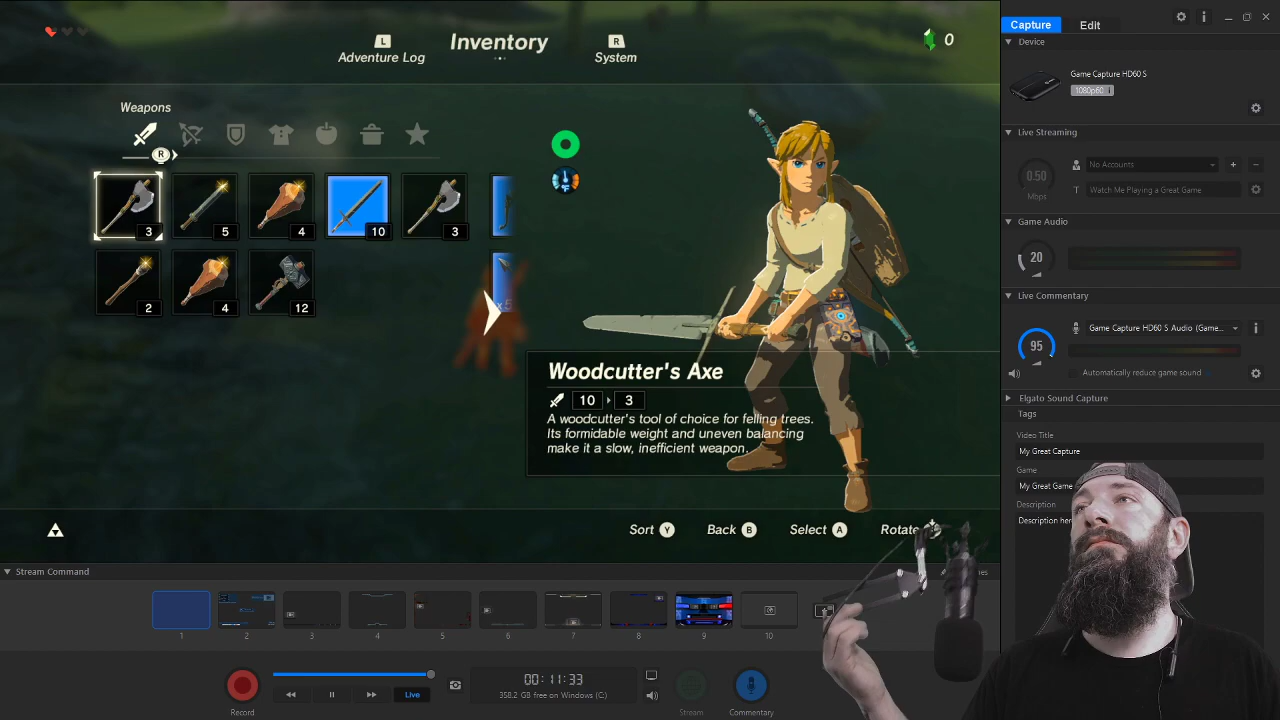 L
Adventure Log
Inventory
R
System
0
Weapons
R
3
5
4
10
3
2
4
12
x5
Woodcutter's Axe
10 3
A woodcutter's tool of choice for felling trees.
Its formidable weight and uneven balancing
make it a slow, inefficient weapon.
Sort Y
Back B
Select A
Rotate
Capture
Edit
Device
Game Capture HD60 S
1080p60
Live Streaming
0.50
Mbps
No Accounts
T Watch Me Playing a Great Game
Game Audio
20
Live Commentary
95
Game Capture HD60 S Audio (Game...
Automatically reduce game sound
Elgato Sound Capture
Tags
Video Title
My Great Capture
Game
My Great Game
Description
Description here
Stream Command
1
2
3
4
5
6
7
8
9
10
Record
Live
00:11:33
358.2 GB free on Windows (C)
Stream
Commentary